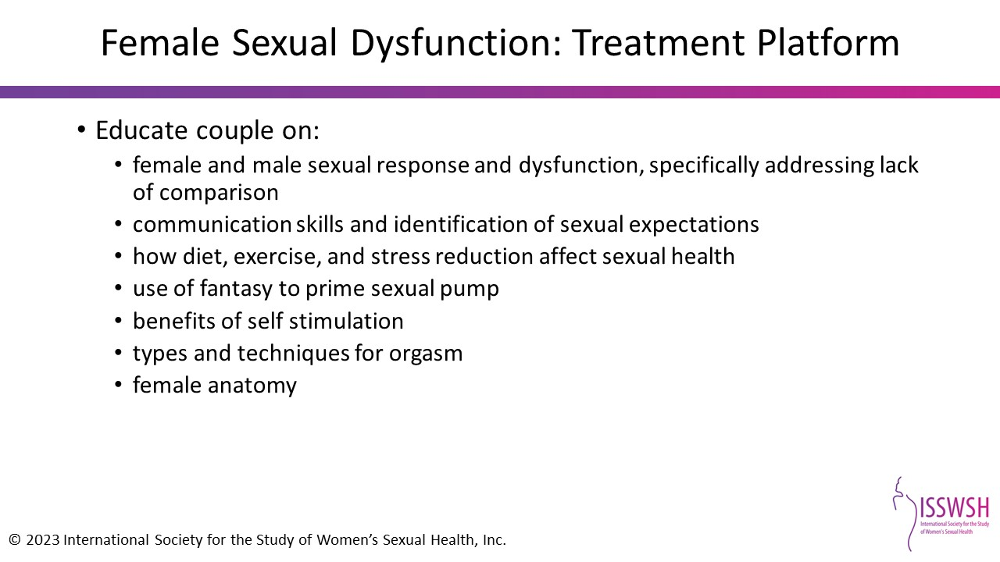 Female Sexual Dysfunction: Treatment Platform
• Educate couple on:
• female and male sexual response and dysfunction, specifically addressing lack
of comparison
• communication skills and identification of sexual expectations
• how diet, exercise, and stress reduction affect sexual health
• use of fantasy to prime sexual pump
• benefits of self stimulation
• types and techniques for orgasm
• female anatomy
ISSWSH
International Society for the Study
of Women's Sexual Health
© 2023 International Society for the Study of Women’s Sexual Health, Inc.